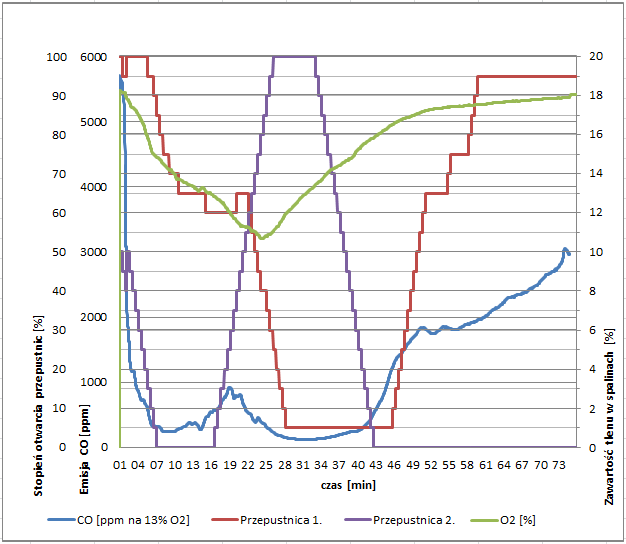 100 6000 20
90 5000 18
80 16
70 4000 14
60 12
50 3000 10
40 8
30 2000 6
20 1000 4
10 2
0 0 0
01 04 07 10 13 16 19 22 25 28 31 34 37 40 43 46 49 52 55 58 61 64 67 70 73
czas [min]
Stopień otwarcia przepustnic [%]
Emisja CO [ppm]
Zawartość tlenu w spalinach [%]
CO [ppm na 13% O2] Przepustnica 1. Przepustnica 2. O2 [%]